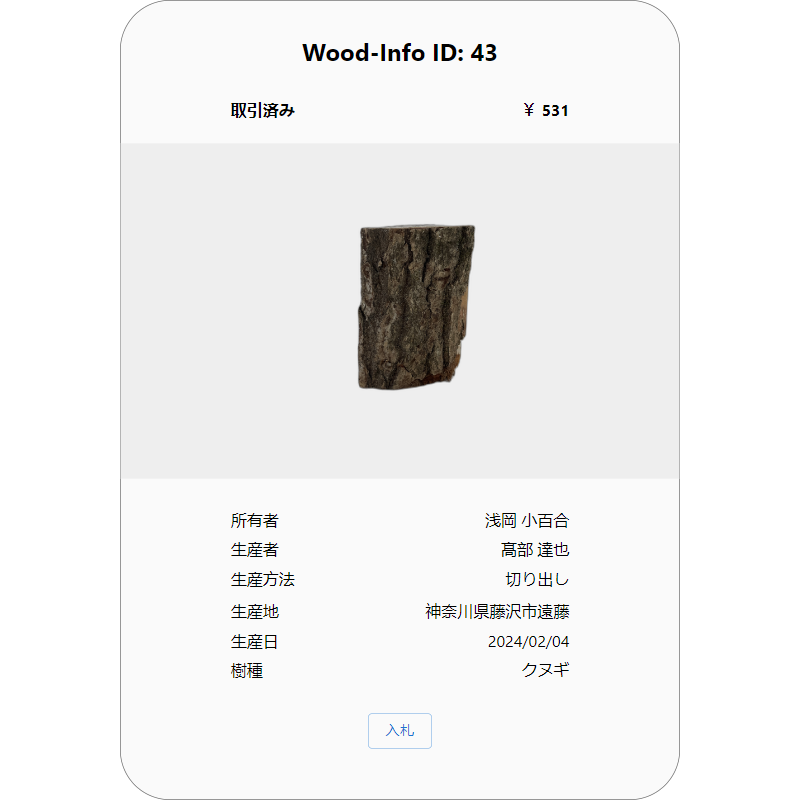 Wood-Info ID: 43
取引済み ¥ 531
所有者 浅岡 小百合
生産者 高部 達也
生産方法 切り出し
生産地 神奈川県藤沢市遠藤
生産日 2024/02/04
樹種 クヌギ
入札